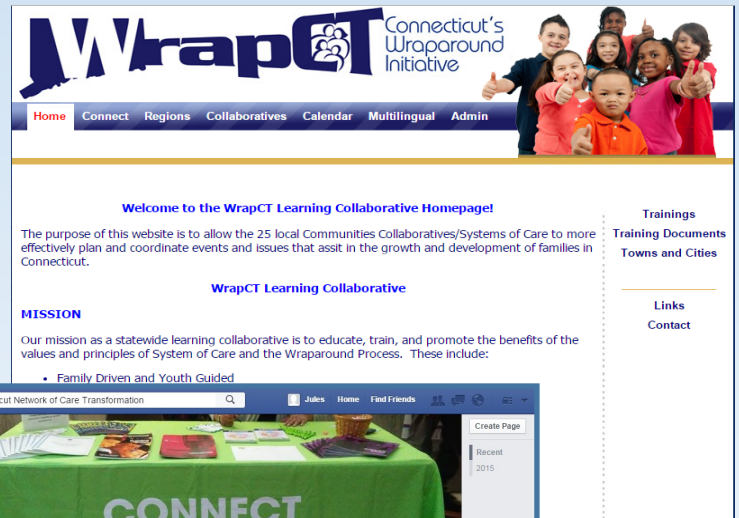 WrapCT
Connecticut's
Wraparound
Initiative
Home Connect Regions Collaboratives Calendar Multilingual Admin
Welcome to the WrapCT Learning Collaborative Homepage!
The purpose of this website is to allow the 25 local Communities Collaboratives/Systems of Care to more
effectively plan and coordinate events and issues that assit in the growth and development of families in
Connecticut.
WrapCT Learning Collaborative
MISSION
Our mission as a statewide learning collaborative is to educate, train, and promote the benefits of the
values and principles of System of Care and the Wraparound Process. These include:
• Family Driven and Youth Guided
Trainings
Training Documents
Towns and Cities
Links
Contact
cut Network of Care Transformation
Jules Home Find Friends
Create Page
Recent
2015
CONNECT